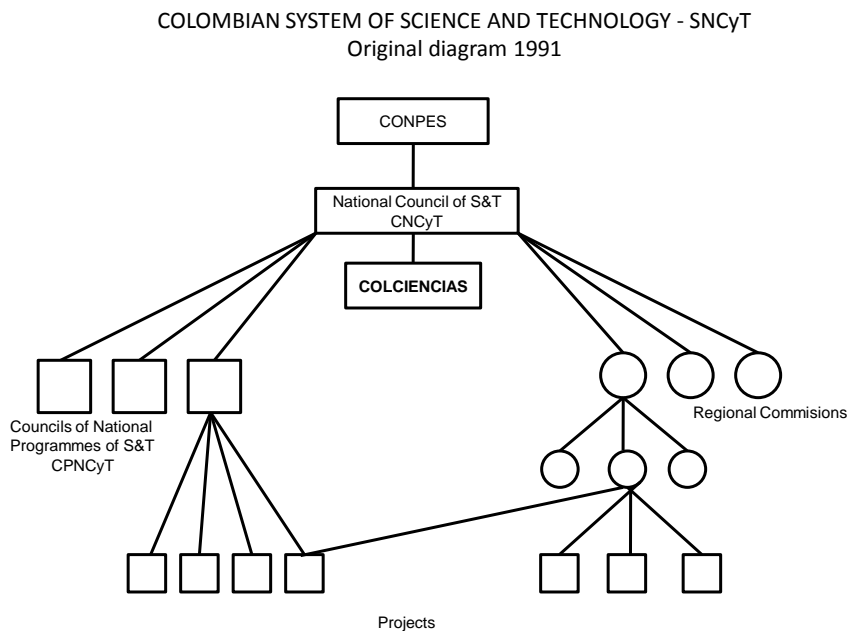 COLOMBIAN SYSTEM OF SCIENCE AND TECHNOLOGY - SNCyT
Original diagram 1991
CONPES
National Council of S&T
CNCyT
COLCIENCIAS
Councils of National
Programmes of S&T
CPNCyT
Regional Commisions
Projects